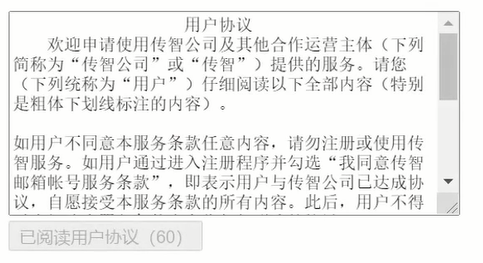 用户协议
欢迎申请使用传智公司及其他合作运营主体（下列
简称为“传智公司”或“传智”）提供的服务。请您
（下列统称为“用户”）仔细阅读以下全部内容（特别
是粗体下划线标注的内容）。
如用户不同意本服务条款任意内容，请勿注册或使用传
智服务。如用户通过进入注册程序并勾选“我同意传智
邮箱帐号服务条款”，即表示用户与传智公司已达成协
议，自愿接受本服务条款的所有内容。此后，用户不得
已阅读用户协议（60）